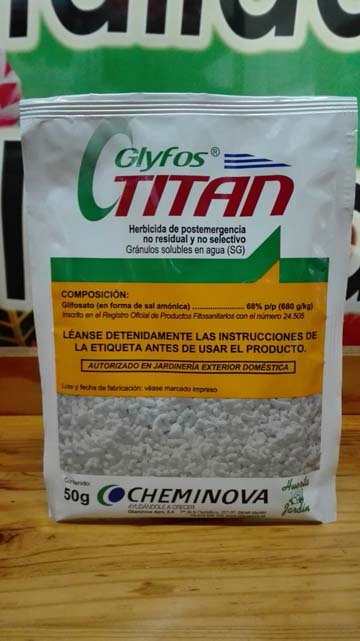 Glyfos®
TITAN
Herbicida de postemergencia
no residual y no selectivo
Gránulos solubles en agua (SG)
COMPOSICIÓN:
Glifosato (en forma de sal amónica) ........................ 68% p/p (680 g/kg)
Inscrito en el Registro Oficial de Productos Fitosanitarios con el número 24.505
LÉANSE DETENIDAMENTE LAS INSTRUCCIONES DE
LA ETIQUETA ANTES DE USAR EL PRODUCTO.
AUTORIZADO EN JARDINERÍA EXTERIOR DOMÉSTICA
Lote y fecha de fabricación: véase marcado impreso
Contenido:
50g
CHEMINOVA
AYUDÁNDOLE A CRECER
Cheminova Agro, S.A.
Huerta
Jardín